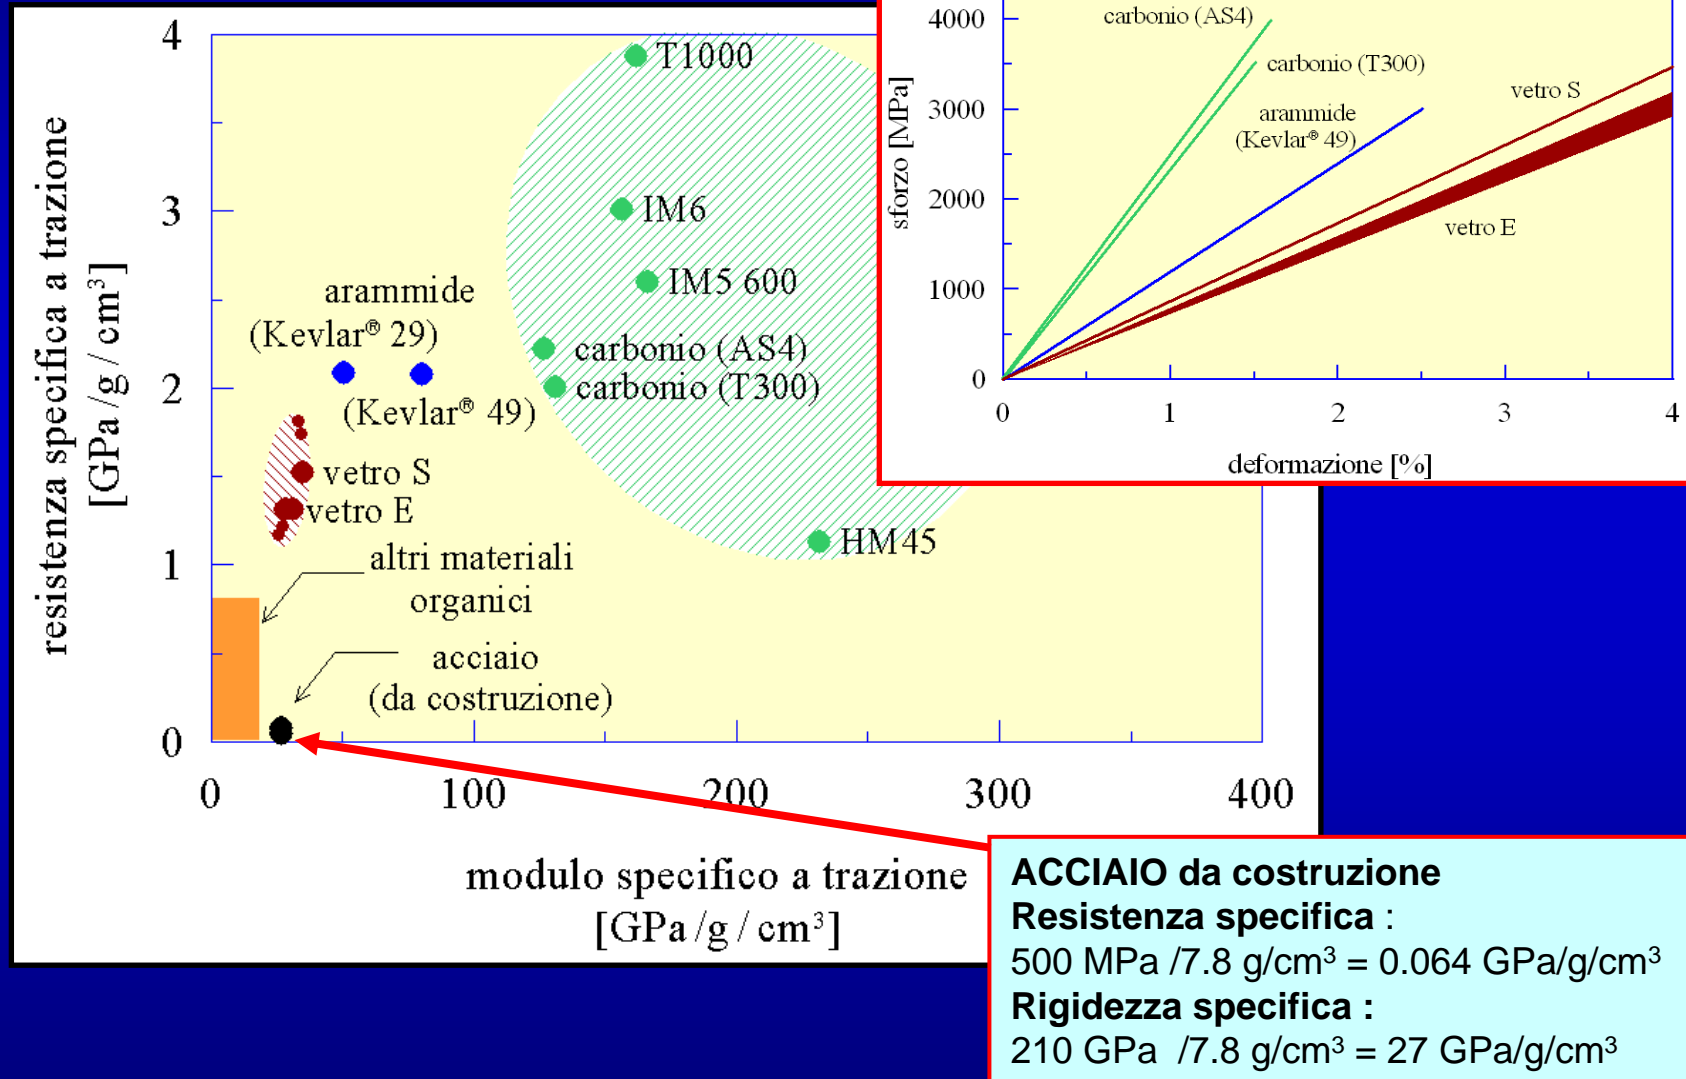 resistenza specifica a trazione
[GPa /g / cm³]
4
3
2
1
0
T1000
IM6
IM5 600
arammide
(Kevlar® 29)
carbonio (AS4)
carbonio (T300)
(Kevlar® 49)
vetro S
vetro E
HM45
altri materiali
organici
acciaio
(da costruzione)
0 100 200 300 400
modulo specifico a trazione
[GPa /g / cm³]
sforzo [MPa]
4000
3000
2000
1000
0
carbonio (AS4)
carbonio (T300)
arammide
(Kevlar® 49)
vetro S
vetro E
0 1 2 3 4
deformazione [%]
ACCIAIO da costruzione
Resistenza specifica :
500 MPa /7.8 g/cm³ = 0.064 GPa/g/cm³
Rigidezza specifica :
210 GPa /7.8 g/cm³ = 27 GPa/g/cm³